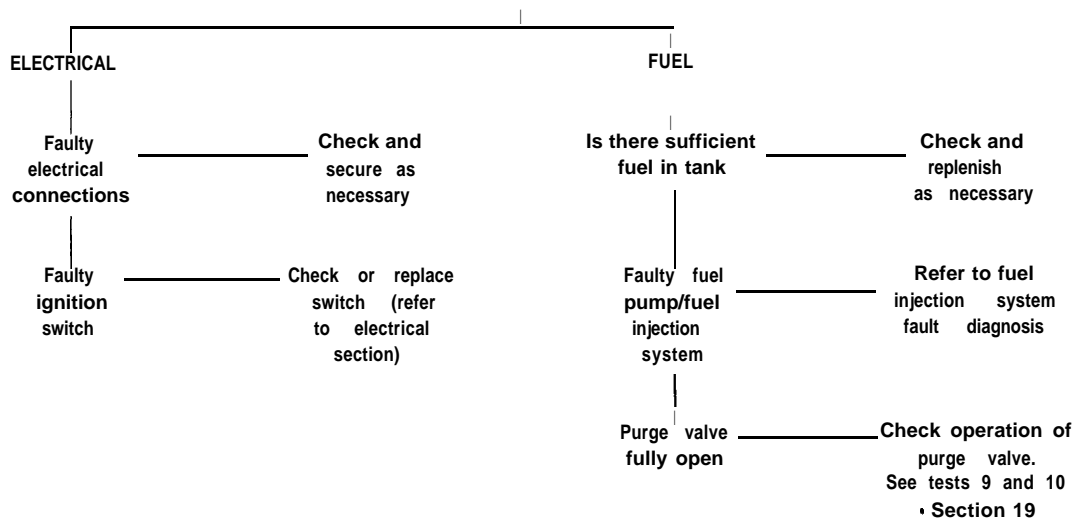 ELECTRICAL
Faulty
electrical
connections
Check and
secure as
necessary
Faulty
ignition
switch
Check or replace
switch (refer
to electrical
section)
FUEL
Is there sufficient
fuel in tank
Check and
replenish
as necessary
Faulty fuel
pump/fuel
injection
system
Refer to fuel
injection system
fault diagnosis
Purge valve
fully open
Check operation of
purge valve.
See tests 9 and 10
• Section 19